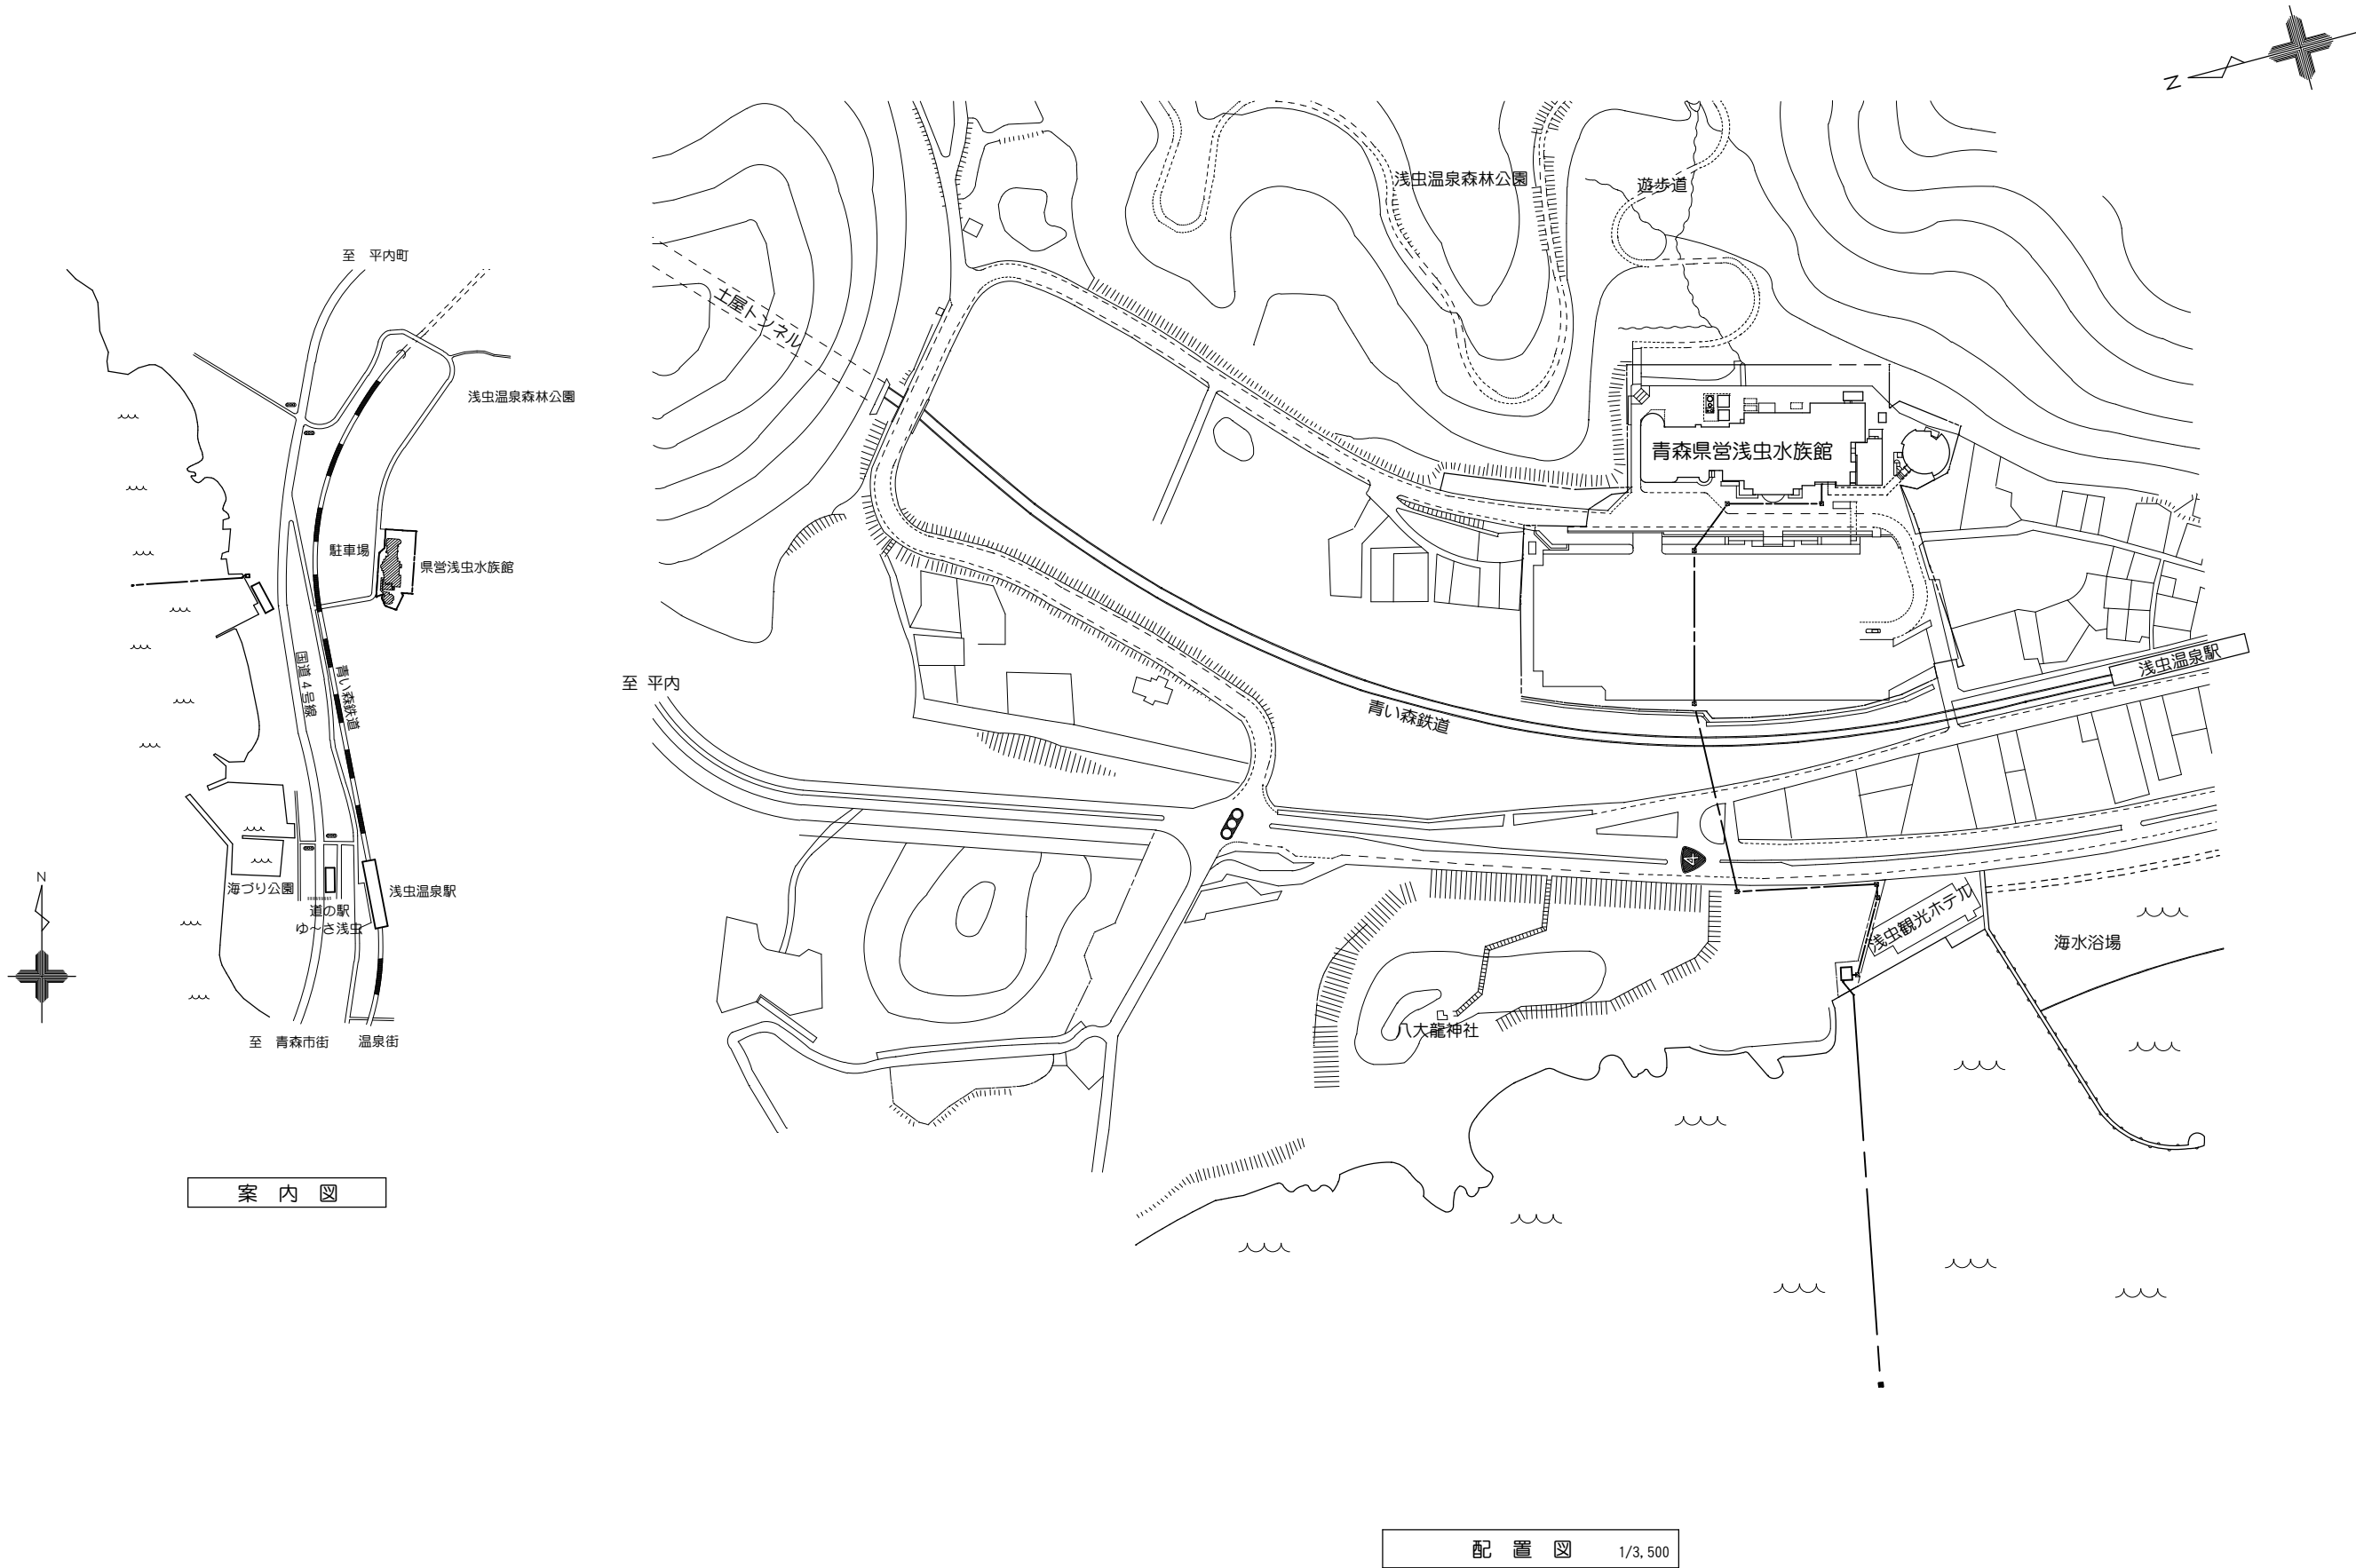 至 平内町
浅虫温泉森林公園
駐車場
県営浅虫水族館
国道4号線
青い森鉄道
海づり公園
道の駅
ゆ～さ浅虫
浅虫温泉駅
至 青森市街
温泉街
N
案内図
N
浅虫温泉森林公園
遊歩道
土屋トンネル
青森県営浅虫水族館
至 平内
青い森鉄道
浅虫温泉駅
4
浅虫観光ホテル
海水浴場
八大龍神社
配置図 1/3,500